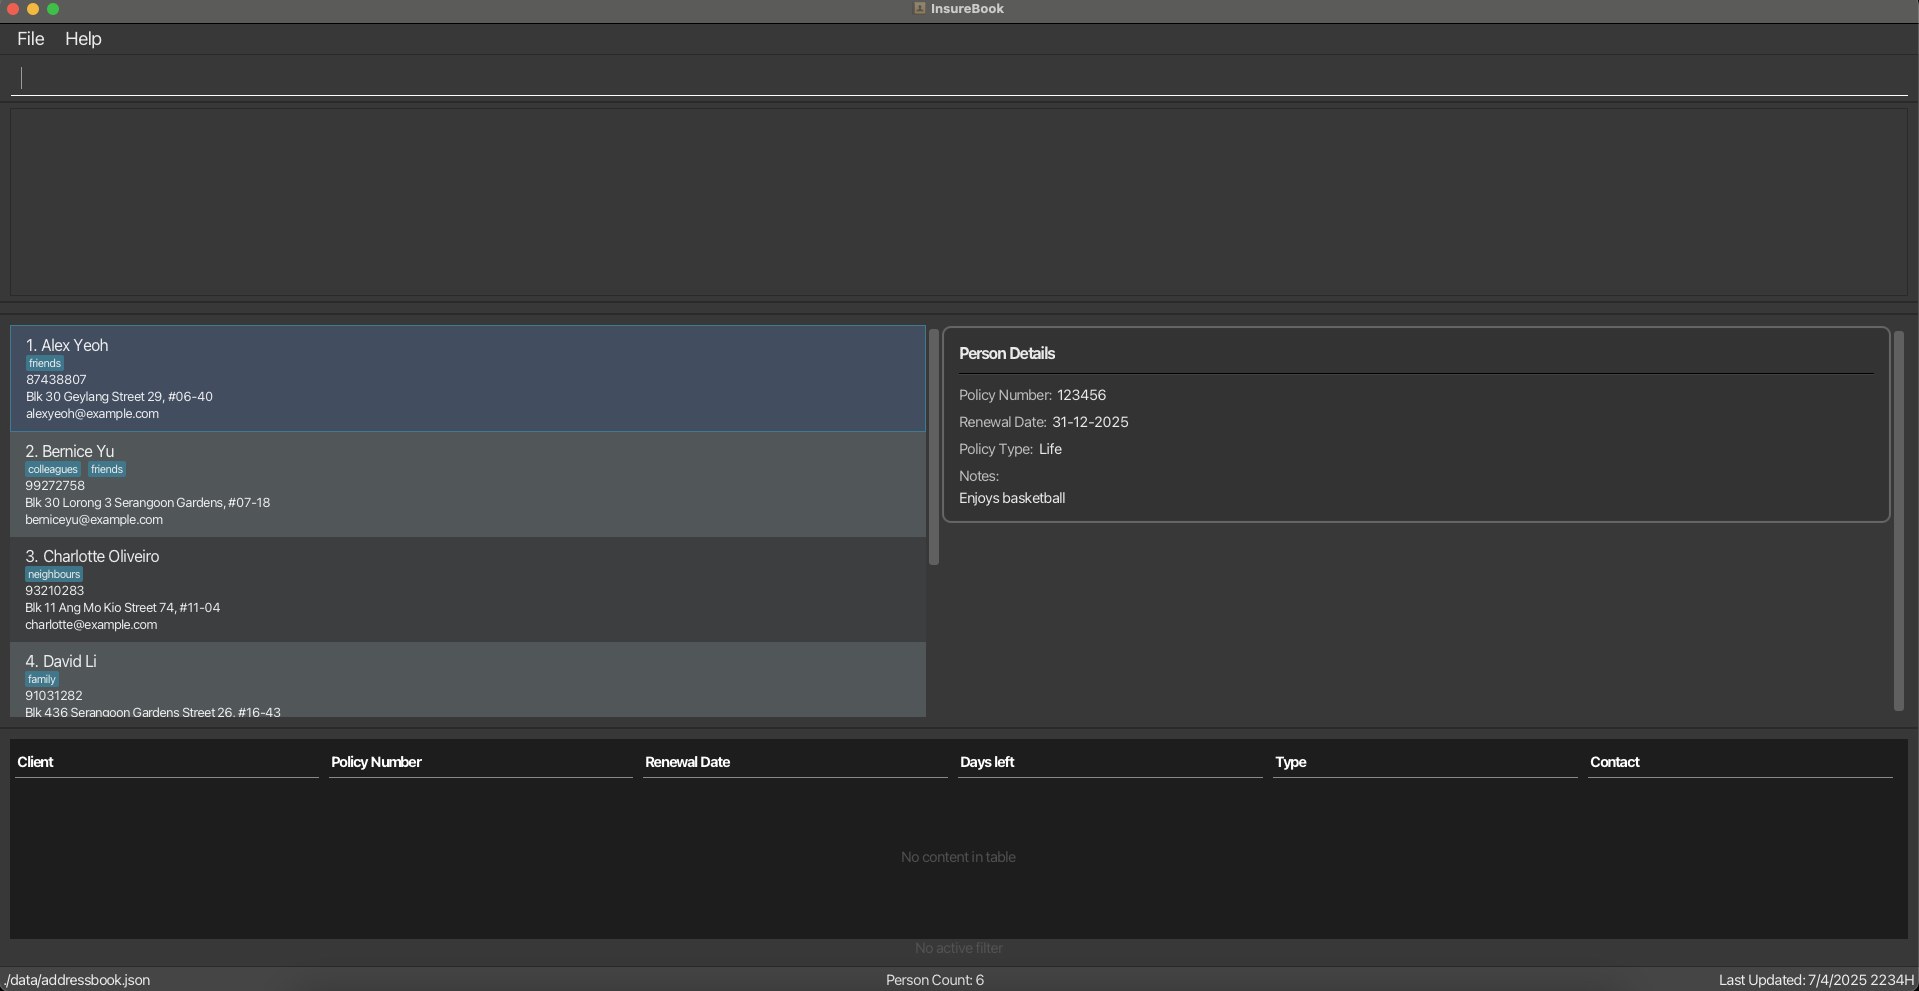 InsureBook
File Help
1. Alex Yeoh
friends
87438807
Blk 30 Geylang Street 29, #06-40
alexyeoh@example.com
2. Bernice Yu
colleagues friends
99272758
Blk 30 Lorong 3 Serangoon Gardens, #07-18
berniceyu@example.com
3. Charlotte Oliveiro
neighbours
93210283
Blk 11 Ang Mo Kio Street 74, #11-04
charlotte@example.com
4. David Li
family
91031282
Blk 436 Serangoon Gardens Street 26, #16-43
Person Details
Policy Number: 123456
Renewal Date: 31-12-2025
Policy Type: Life
Notes:
Enjoys basketball
Client Policy Number Renewal Date Days left Type Contact
No content in table
No active filter
./data/addressbook.json Person Count: 6 Last Updated: 7/4/2025 2234H